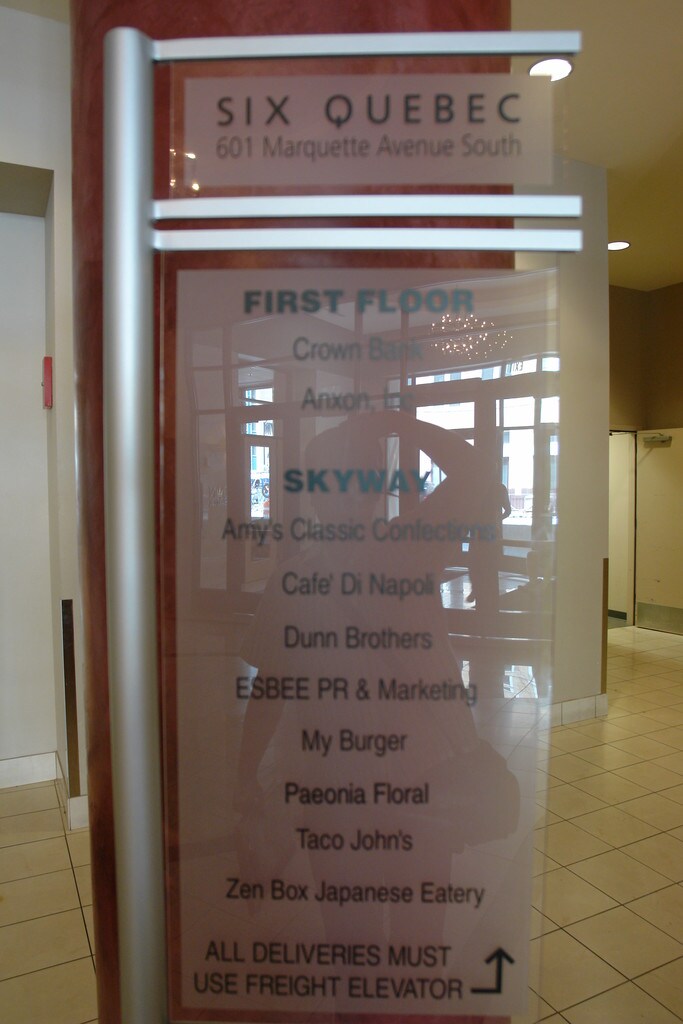 SIX QUEBEC
601 Marquette Avenue South
FIRST FLOOR
Crown Bank
Anxon, Inc
SKYWAY
Amy's Classic Confections
Cafe' Di Napoli
Dunn Brothers
ESBEE PR & Marketing
My Burger
Paeonia Floral
Taco John's
Zen Box Japanese Eatery
ALL DELIVERIES MUST
USE FREIGHT ELEVATOR